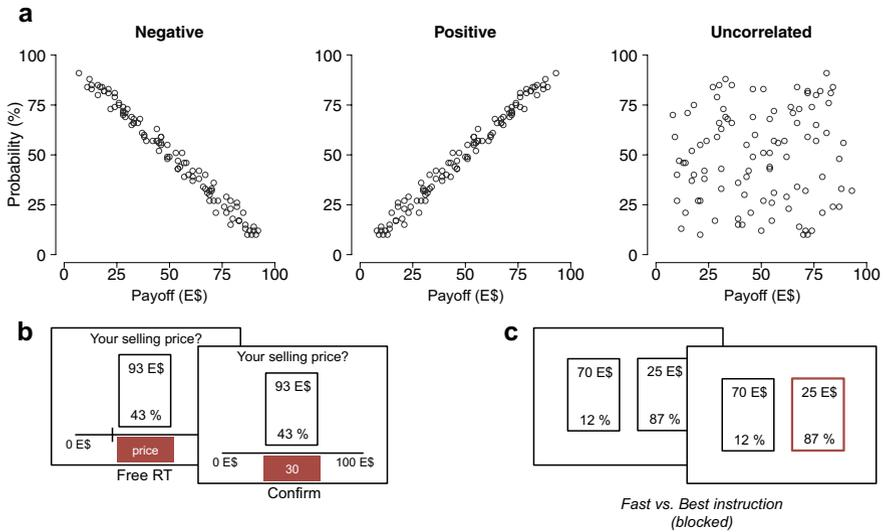 a
Negative
Positive
Uncorrelated
Probability (%)
100
75
50
25
0
0 25 50 75 100
Payoff (E$)
100
75
50
25
0
0 25 50 75 100
Payoff (E$)
100
75
50
25
0
0 25 50 75 100
Payoff (E$)
b
Your selling price?
93 E$
43 %
0 E$
price
Free RT
Your selling price?
93 E$
43 %
0 E$
100 E$
30
Confirm
c
70 E$
12 %
25 E$
87 %
70 E$
12 %
25 E$
87 %
Fast vs. Best instruction
(blocked)